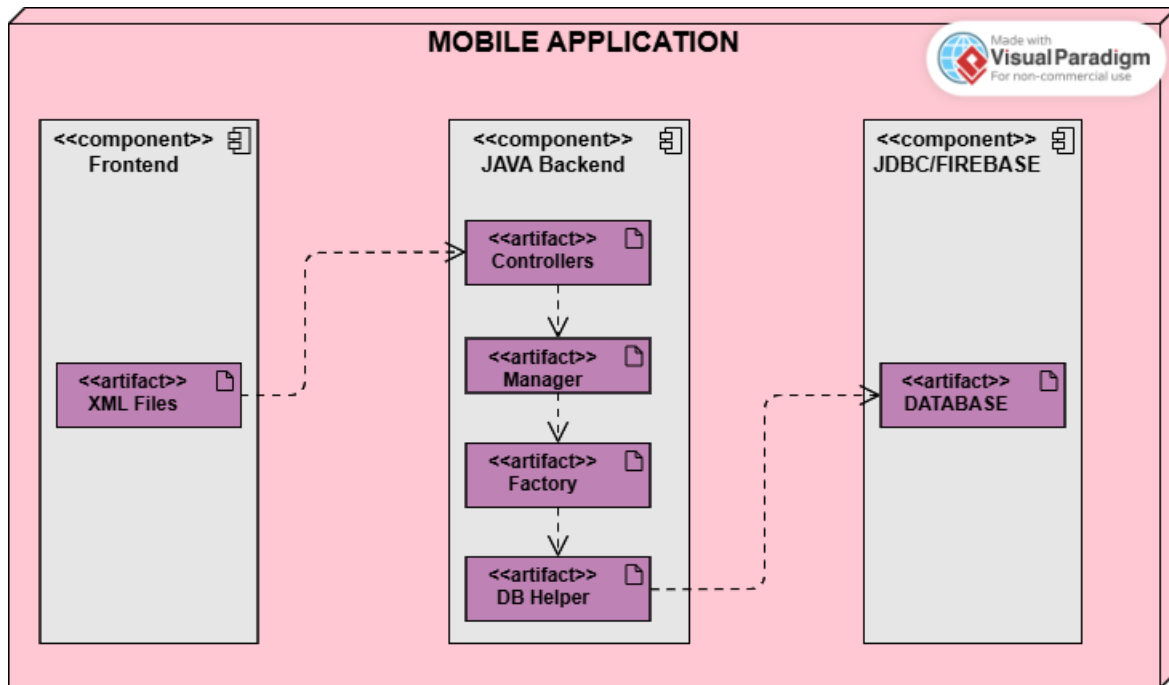 MOBILE APPLICATION
Made with
Visual Paradigm
For non-commercial use
<<component>>
Frontend
<<artifact>>
XML Files
<<component>>
JAVA Backend
<<artifact>>
Controllers
<<artifact>>
Manager
<<artifact>>
Factory
<<artifact>>
DB Helper
<<component>>
JDBC/FIREBASE
<<artifact>>
DATABASE